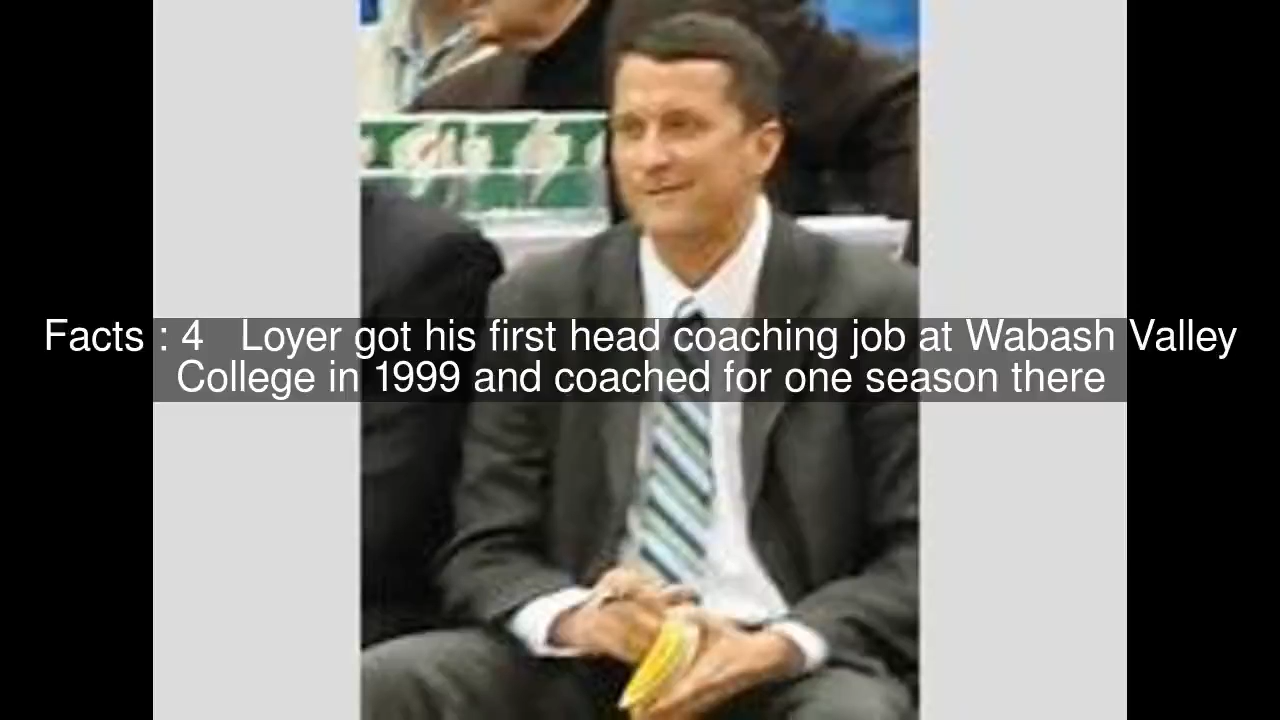 Facts : 4   Loyer got his first head coaching job at Wabash Valley
College in 1999 and coached for one season there